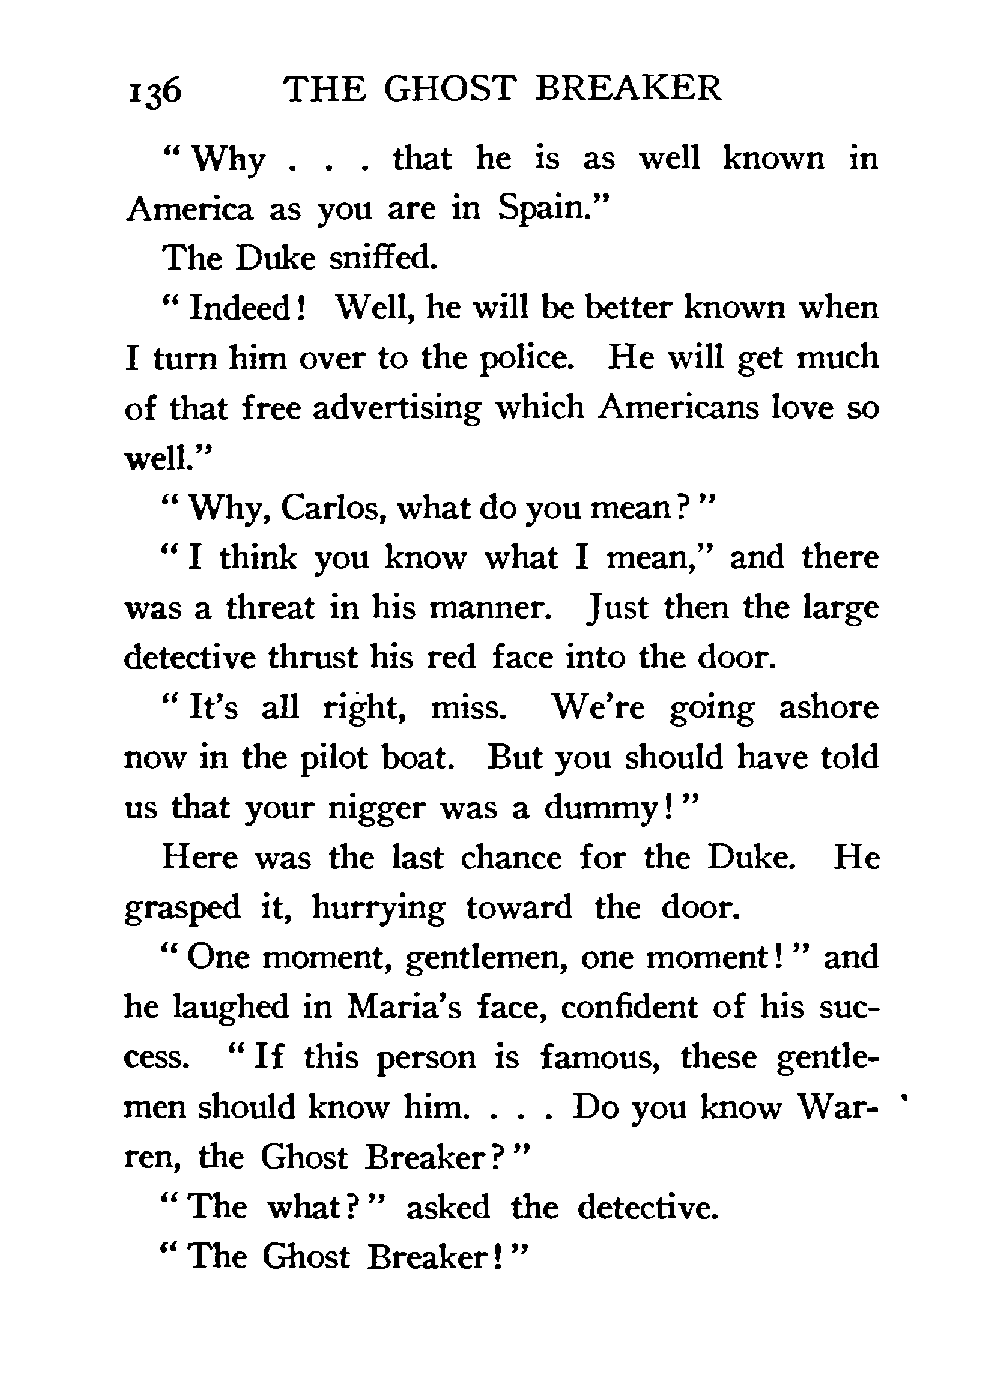 136 THE GHOST BREAKER
“ Why . . . that he is as well known in
America as you are in Spain.”
The Duke sniffed.
“ Indeed! Well, he will be better known when
I turn him over to the police. He will get much
of that free advertising which Americans love so
well.”
“ Why, Carlos, what do you mean? ”
“ I think you know what I mean,” and there
was a threat in his manner. Just then the large
detective thrust his red face into the door.
“ It’s all right, miss. We’re going ashore
now in the pilot boat. But you should have told
us that your nigger was a dummy! ”
Here was the last chance for the Duke. He
grasped it, hurrying toward the door.
“ One moment, gentlemen, one moment! ” and
he laughed in Maria’s face, confident of his suc-
cess. “ If this person is famous, these gentle-
men should know him. . . . Do you know War-
ren, the Ghost Breaker? ”
“ The what? ” asked the detective.
“ The Ghost Breaker! ”